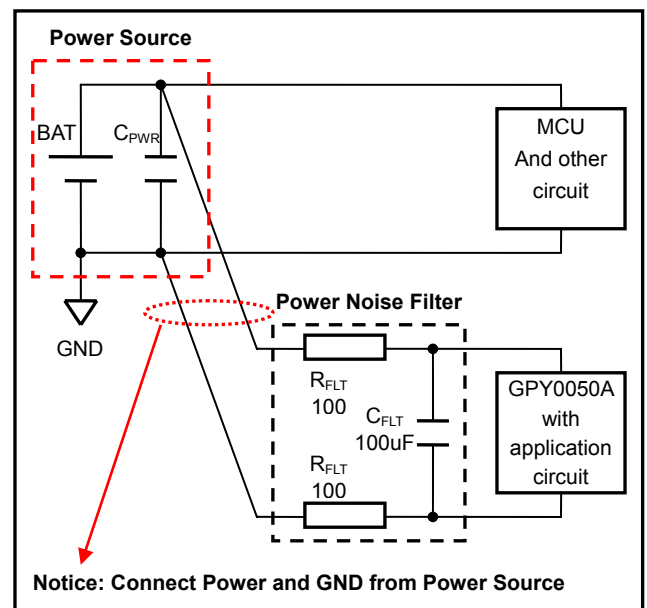 Power Source
BAT
CPWR
MCU
And other
circuit
GND
Power Noise Filter
RFLT
100
CFLT
100uF
RFLT
100
GPY0050A
with
application
circuit
Notice: Connect Power and GND from Power Source